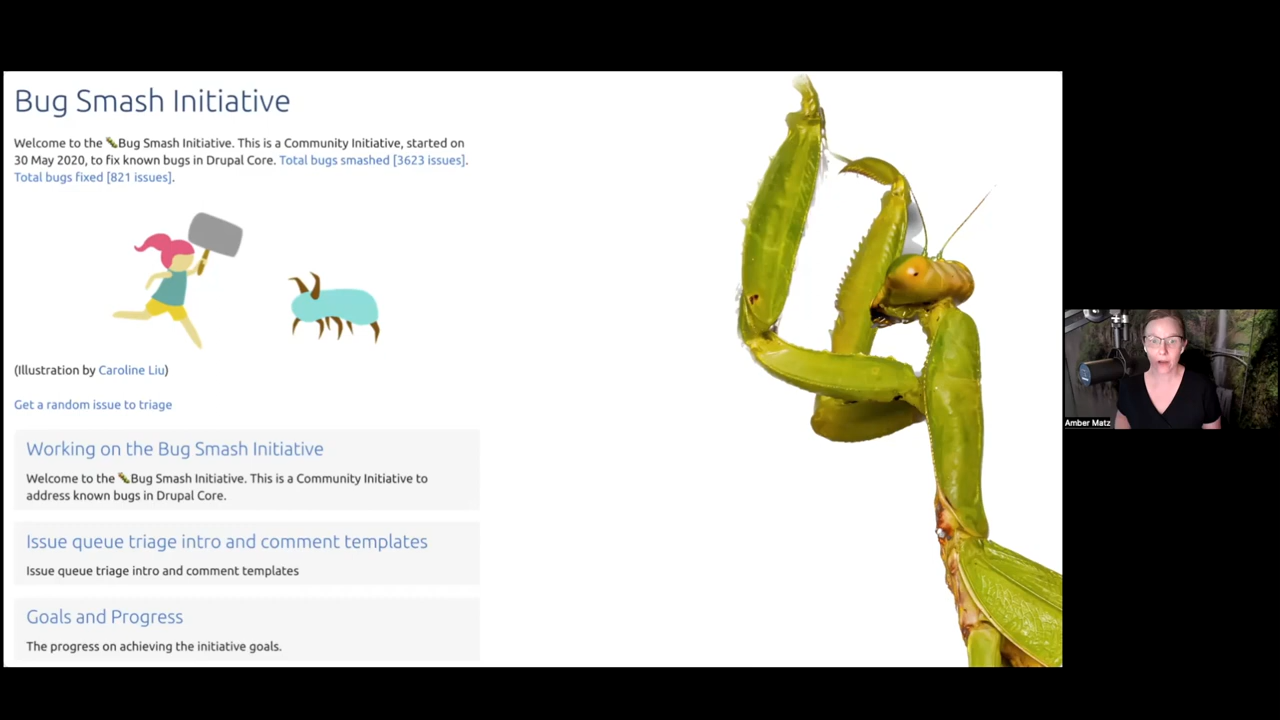 Bug Smash Initiative
Welcome to the 🐛Bug Smash Initiative. This is a Community Initiative, started on
30 May 2020, to fix known bugs in Drupal Core. Total bugs smashed [3623 issues].
Total bugs fixed [821 issues].
(Illustration by Caroline Liu)
Get a random issue to triage
Working on the Bug Smash Initiative
Welcome to the 🐛Bug Smash Initiative. This is a Community Initiative to
address known bugs in Drupal Core.
Issue queue triage intro and comment templates
Issue queue triage intro and comment templates
Goals and Progress
The progress on achieving the initiative goals.
Amber Matz